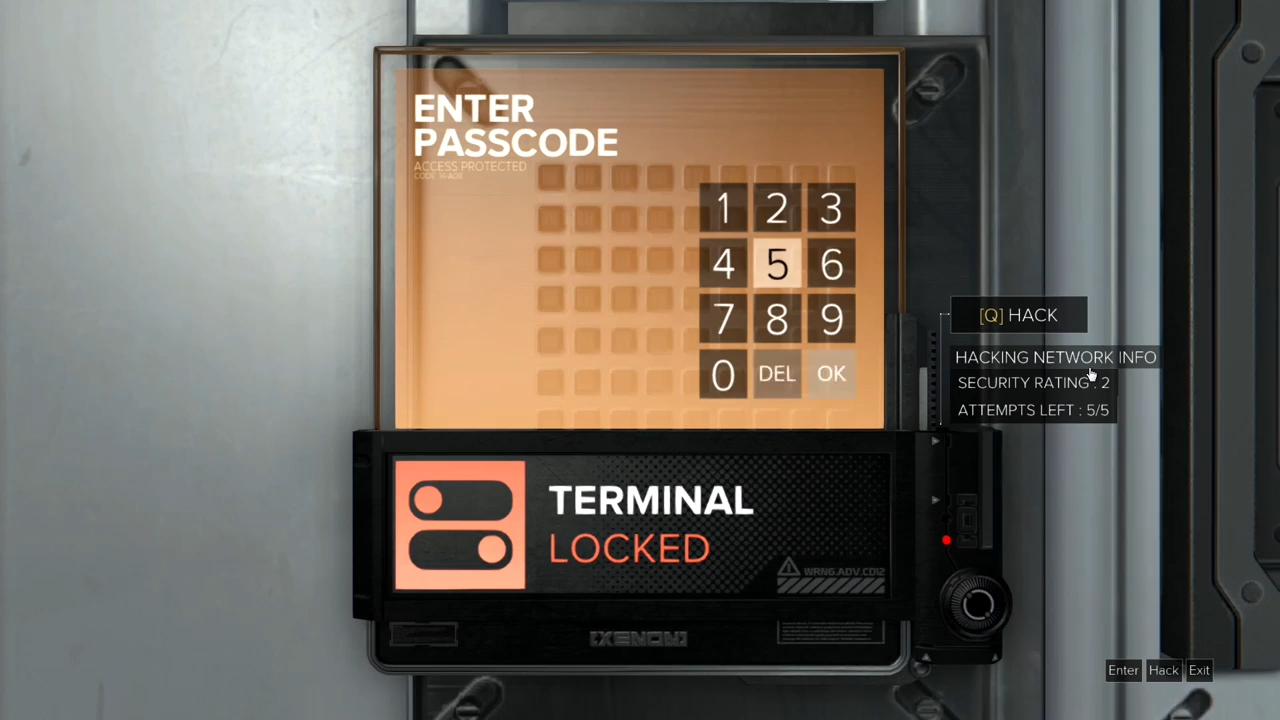 ENTER
PASSCODE
ACCESS PROTECTED
1 2 3
4 5 6
7 8 9
0 DEL OK
[Q] HACK
HACKING NETWORK INFO
SECURITY RATING : 2
ATTEMPTS LEFT : 5/5
TERMINAL
LOCKED
WRNG.ADV.CD12
[XENON]
Enter Hack Exit